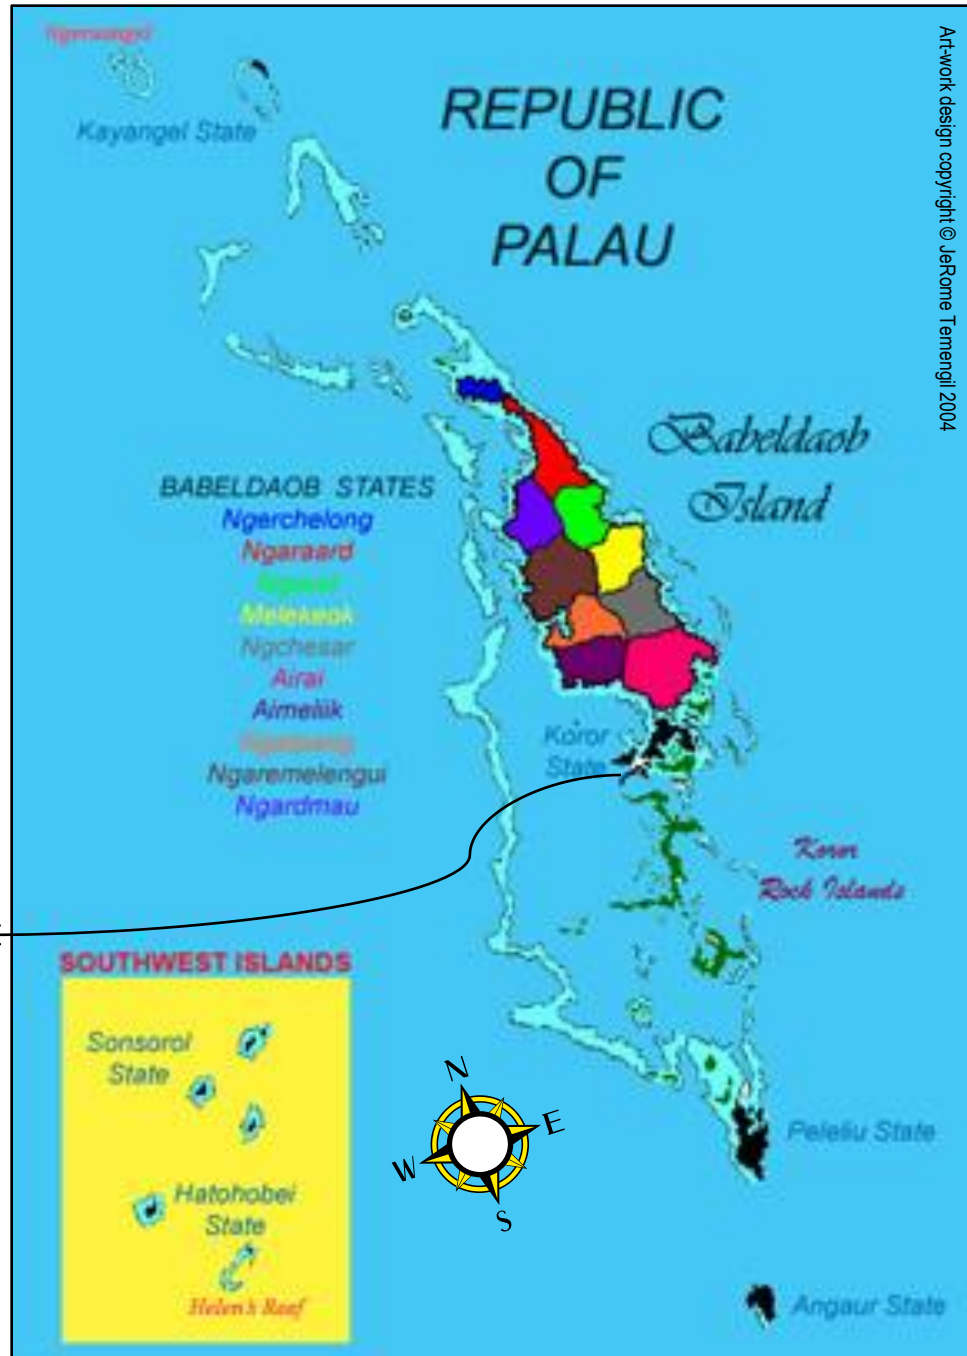 Kayangel State
REPUBLIC
OF
PALAU
Art-work design copyright © JeRome Temengil 2004
Babeldaob
Island
BABELDAOB STATES
Ngerchelong
Ngaraard
Melekeok
Ngchesar
Airai
Aimeliik
Ngaremelengui
Ngardmau
Koror
State
Koror
Rock Islands
SOUTHWEST ISLANDS
Sonsorol
State
Hatohobei
State
Helen's Reef
N
E
W
S
Peleliu State
Angaur State